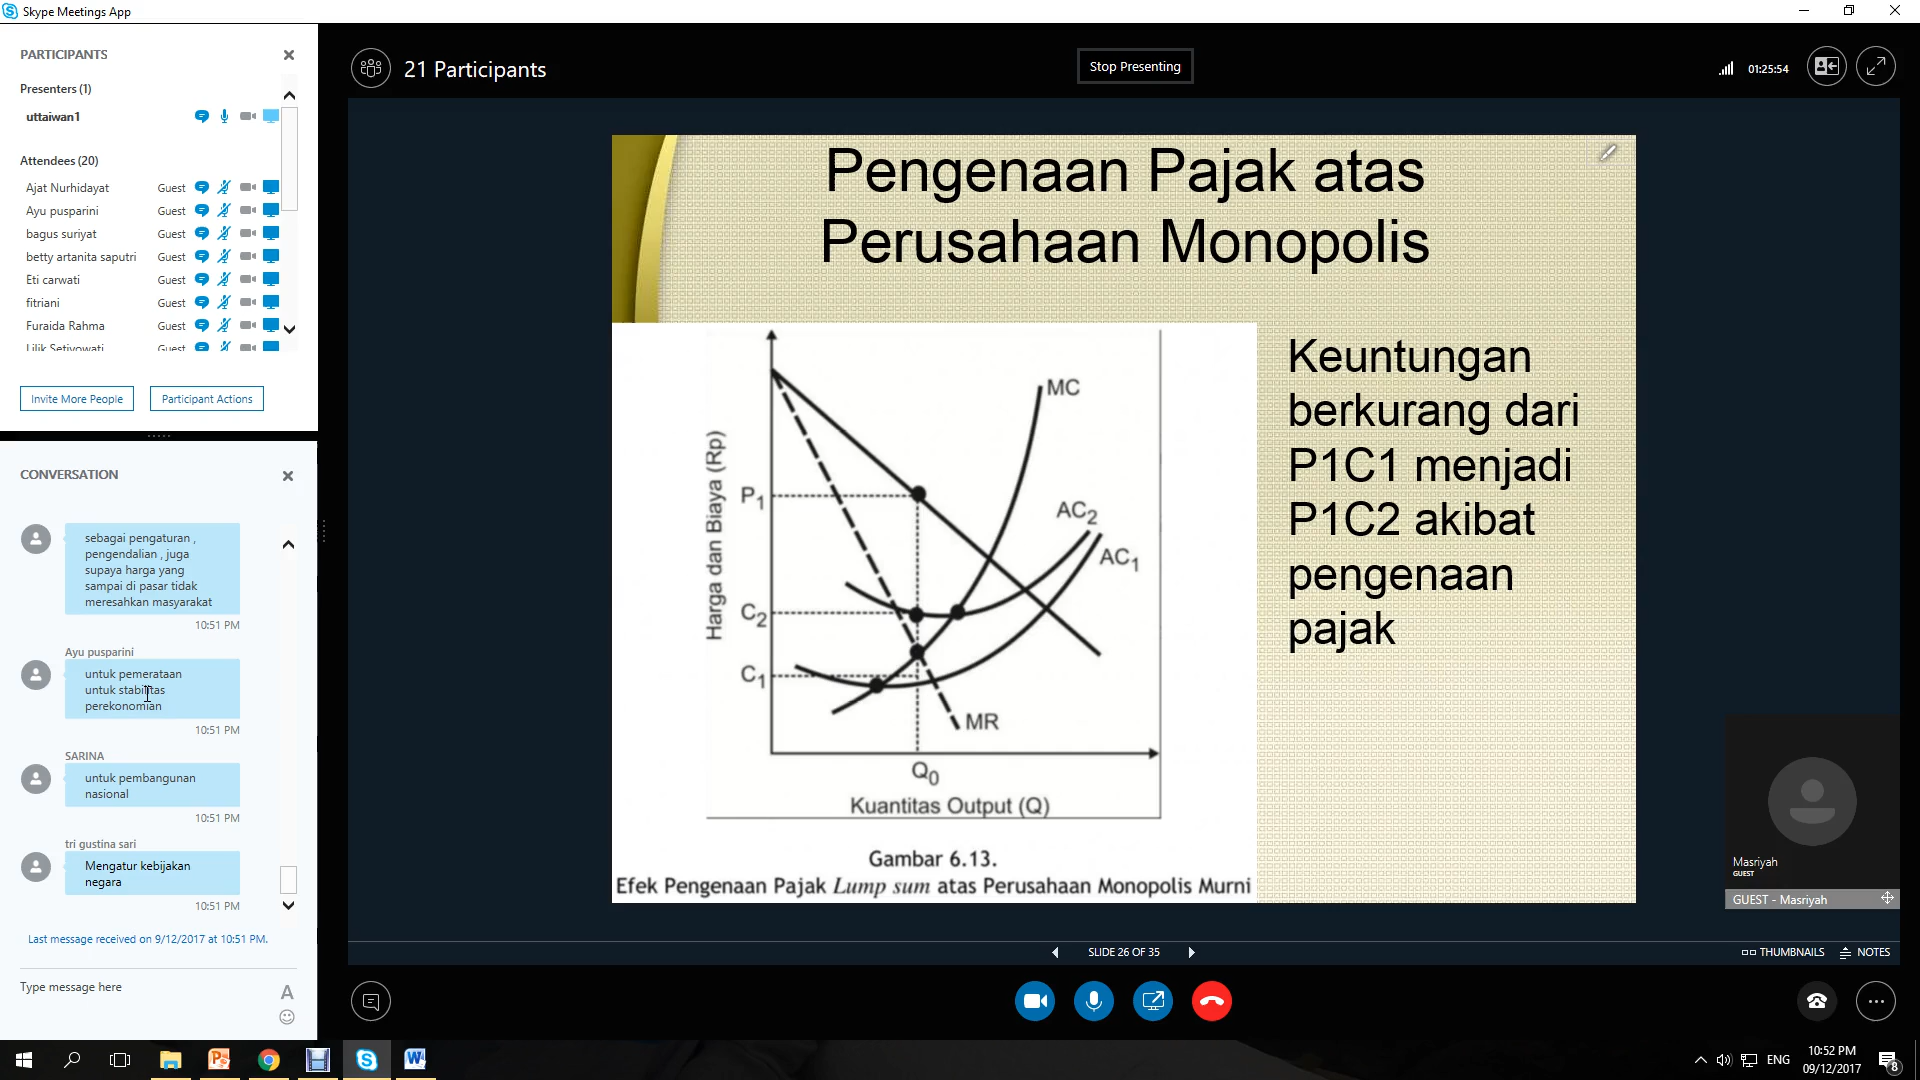 Skype Meetings App
PARTICIPANTS
Presenters (1)
uttaiwan1
Attendees (20)
Ajat Nurhidayat Guest
Ayu pusparini Guest
bagus suriyat Guest
betty artanita saputri Guest
Eti carwati Guest
fitriani Guest
Furaida Rahma Guest
Lilik Setiyowati Guest
Invite More People
Participant Actions
CONVERSATION
sebagai pengaturan ,
pengendalian , juga
supaya harga yang
sampai di pasar tidak
meresahkan masyarakat
10:51 PM
Ayu pusparini
untuk pemerataan
untuk stabilitas
perekonomian
10:51 PM
SARINA
untuk pembangunan
nasional
10:51 PM
tri gustina sari
Mengatur kebijakan
negara
10:51 PM
Last message received on 9/12/2017 at 10:51 PM.
Type message here
A
21 Participants
Stop Presenting
01:25:54
Pengenaan Pajak atas
Perusahaan Monopolis
Harga dan Biaya (Rp)
MC
P1
AC2
AC1
C2
C1
MR
Q0
Kuantitas Output (Q)
Gambar 6.13.
Efek Pengenaan Pajak Lump sum atas Perusahaan Monopolis Murni
Keuntungan
berkurang dari
P1C1 menjadi
P1C2 akibat
pengenaan
pajak
Masriyah
GUEST
GUEST - Masriyah
SLIDE 26 OF 35
THUMBNAILS
NOTES
ENG
10:52 PM
09/12/2017
8